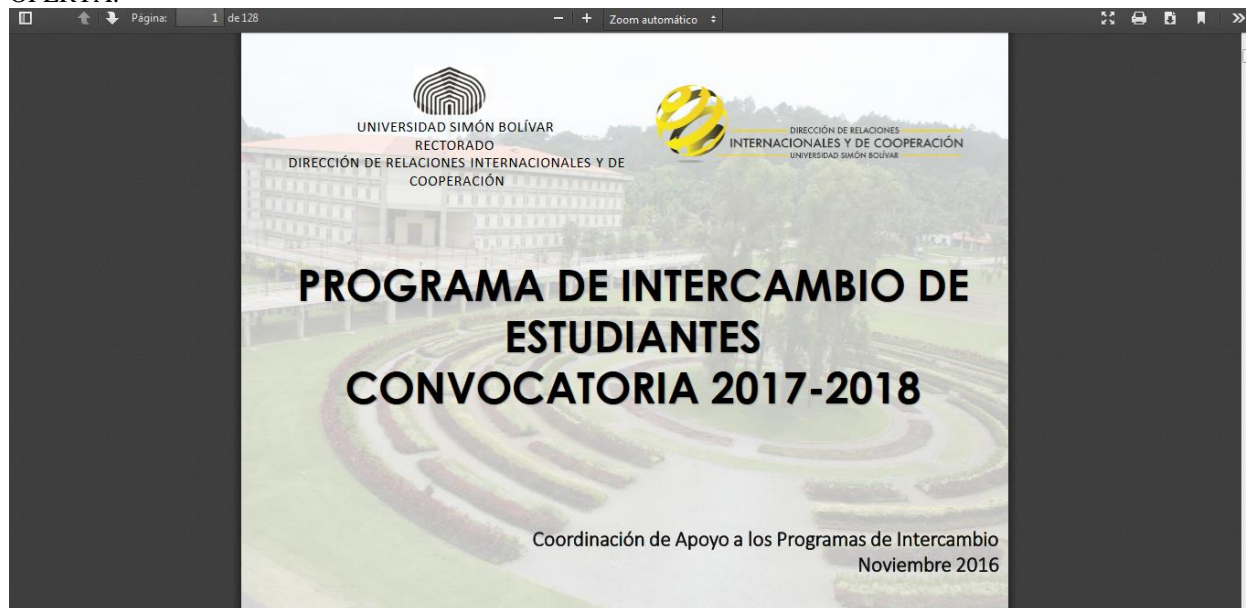 Página: 1 de 128
Zoom automático
UNIVERSIDAD SIMÓN BOLÍVAR
RECTORADO
DIRECCIÓN DE RELACIONES INTERNACIONALES Y DE
COOPERACIÓN
DIRECCIÓN DE RELACIONES
INTERNACIONALES Y DE COOPERACIÓN
UNIVERSIDAD SIMÓN BOLÍVAR
PROGRAMA DE INTERCAMBIO DE
ESTUDIANTES
CONVOCATORIA 2017-2018
Coordinación de Apoyo a los Programas de Intercambio
Noviembre 2016